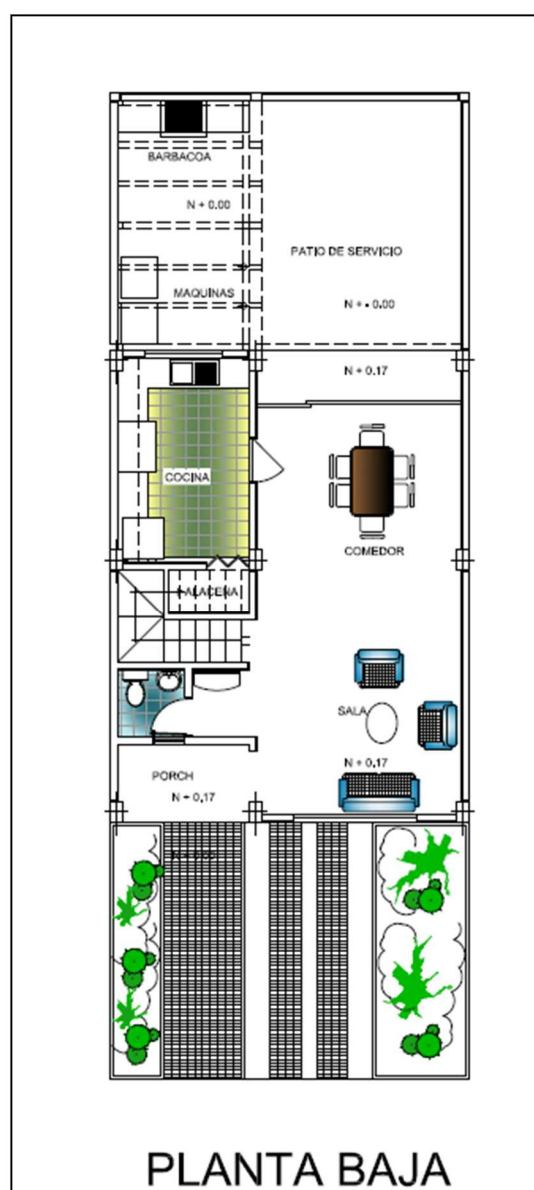 BARBACOA
N + 0.00
PATIO DE SERVICIO
MAQUINAS
N + • 0.00
N + 0.17
COCINA
COMEDOR
ALACENA
SALA
N + 0,17
PORCH
N + 0,17
PLANTA BAJA